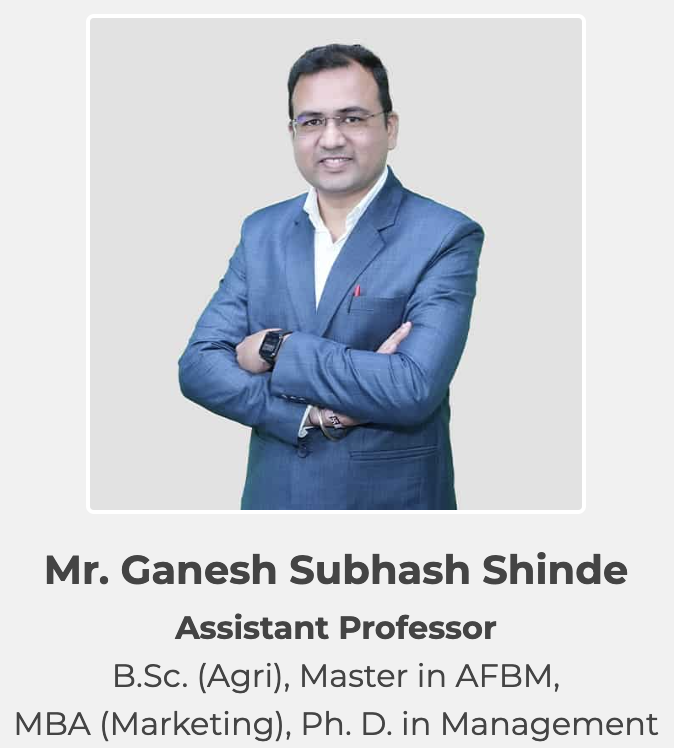 Mr. Ganesh Subhash Shinde
Assistant Professor
B.Sc. (Agri), Master in AFBM,
MBA (Marketing), Ph. D. in Management